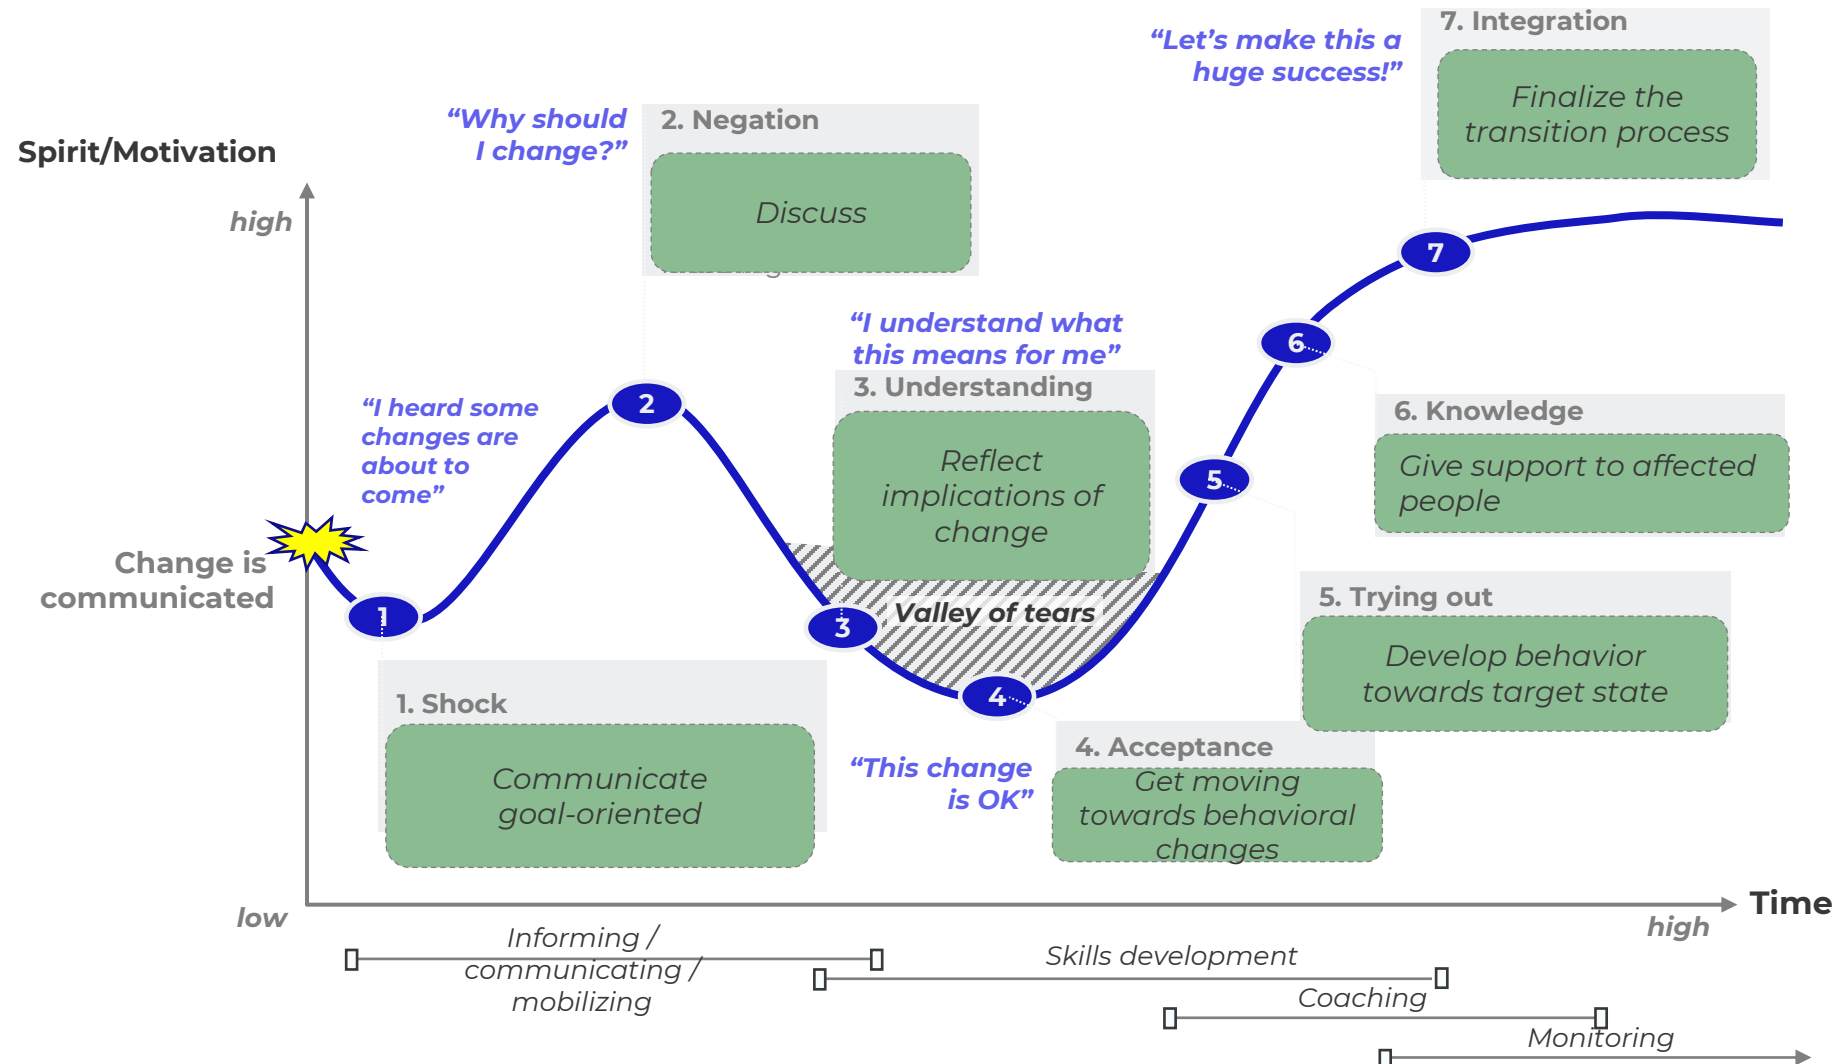 7. Integration
“Let’s make this a
huge success!”
Finalize the
transition process
“Why should
I change?”
2. Negation
Discuss
Spirit/Motivation
high
7
“I understand what
this means for me”
3. Understanding
Reflect
implications of
change
6
2
“I heard some
changes are
about to
come”
6. Knowledge
Give support to affected
people
5
Change is
communicated
1
3
Valley of tears
5. Trying out
Develop behavior
towards target state
4
1. Shock
Communicate
goal-oriented
“This change
is OK”
4. Acceptance
Get moving
towards behavioral
changes
low
Time
high
Informing /
communicating /
mobilizing
Skills development
Coaching
Monitoring